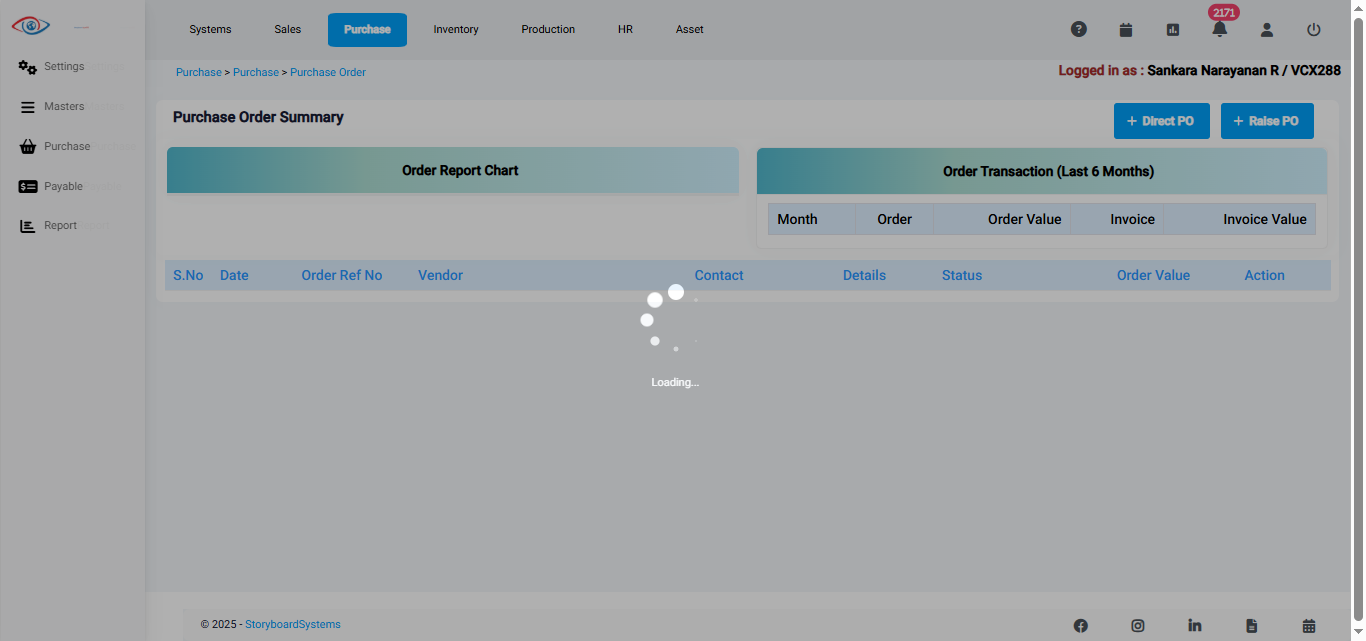 Systems Sales Purchase Inventory Production HR Asset 2171
Settings
Masters
Purchase
Payable
Report
Purchase > Purchase > Purchase Order
Logged in as : Sankara Narayanan R / VCX288
Purchase Order Summary
+ Direct PO + Raise PO
Order Report Chart
Order Transaction (Last 6 Months)
Month Order Order Value Invoice Invoice Value
S.No Date Order Ref No Vendor Contact Details Status Order Value Action
Loading...
© 2025 - StoryboardSystems